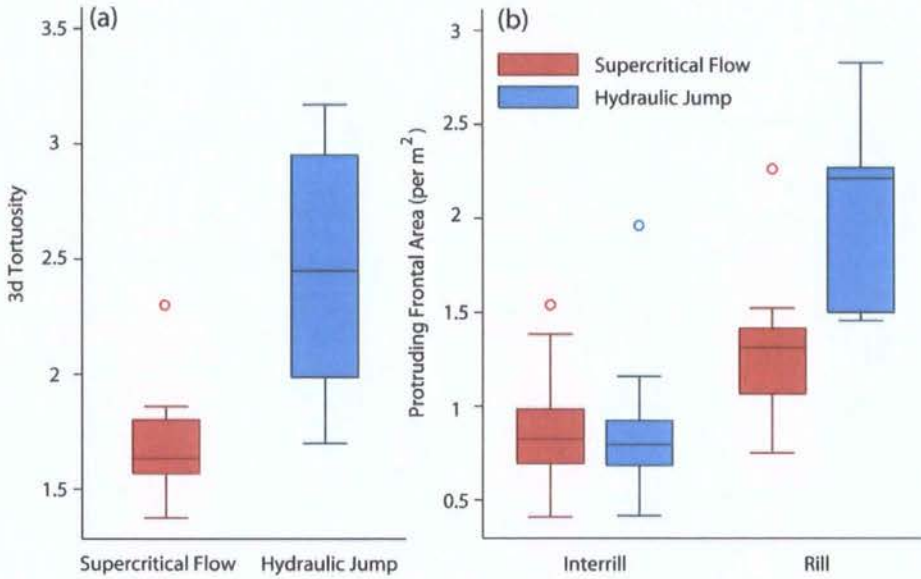 (a)
3.5
3
2.5
2
1.5
3d Tortuosity
Supercritical Flow
Hydraulic Jump
(b)
Supercritical Flow
Hydraulic Jump
3
2.5
2
1.5
1
0.5
Protruding Frontal Area (per m²)
Interrill
Rill